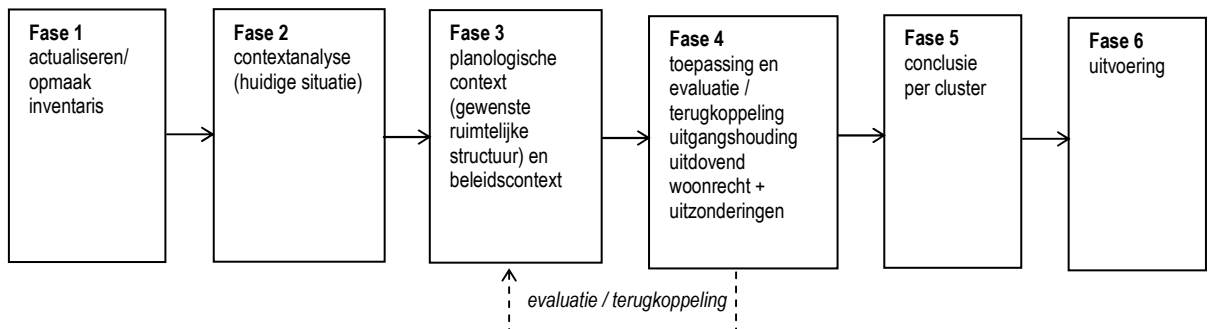 Fase 1
actualiseren/
opmaak
inventaris
Fase 2
contextanalyse
(huidige situatie)
Fase 3
planologische
context
(gewenste
ruimtelijke
structuur) en
beleidscontext
Fase 4
toepassing en
evaluatie /
terugkoppeling
uitgangshouding
uitdovend
woonrecht +
uitzonderingen
Fase 5
conclusie
per cluster
Fase 6
uitvoering
evaluatie / terugkoppeling